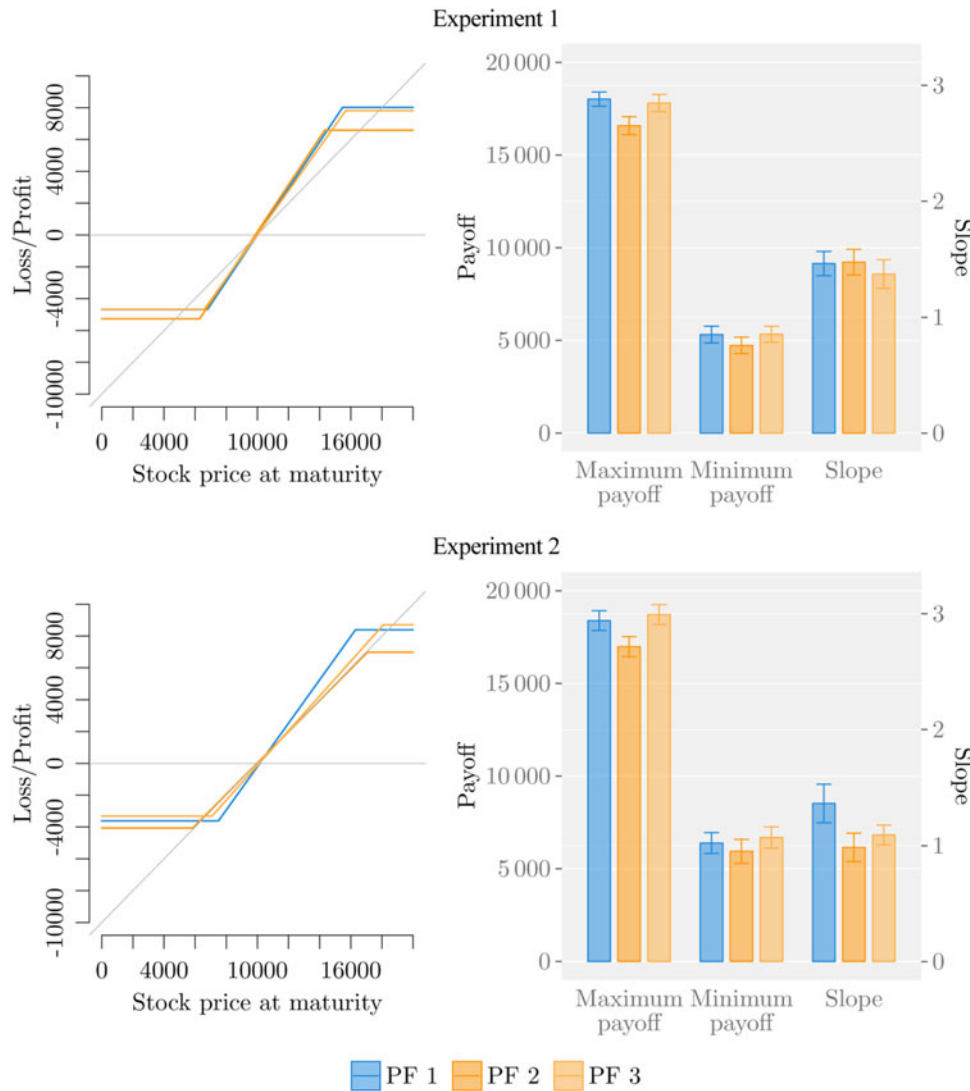 Experiment 1
8000
4000
0
-4000
-10000
Loss/Profit
0 4000 10000 16000
Stock price at maturity
20 000
15 000
10 000
5 000
0
Payoff
3
2
1
0
Slope
Maximum payoff
Minimum payoff
Slope
Experiment 2
8000
4000
0
-4000
-10000
Loss/Profit
0 4000 10000 16000
Stock price at maturity
20 000
15 000
10 000
5 000
0
Payoff
3
2
1
0
Slope
Maximum payoff
Minimum payoff
Slope
PF 1 PF 2 PF 3